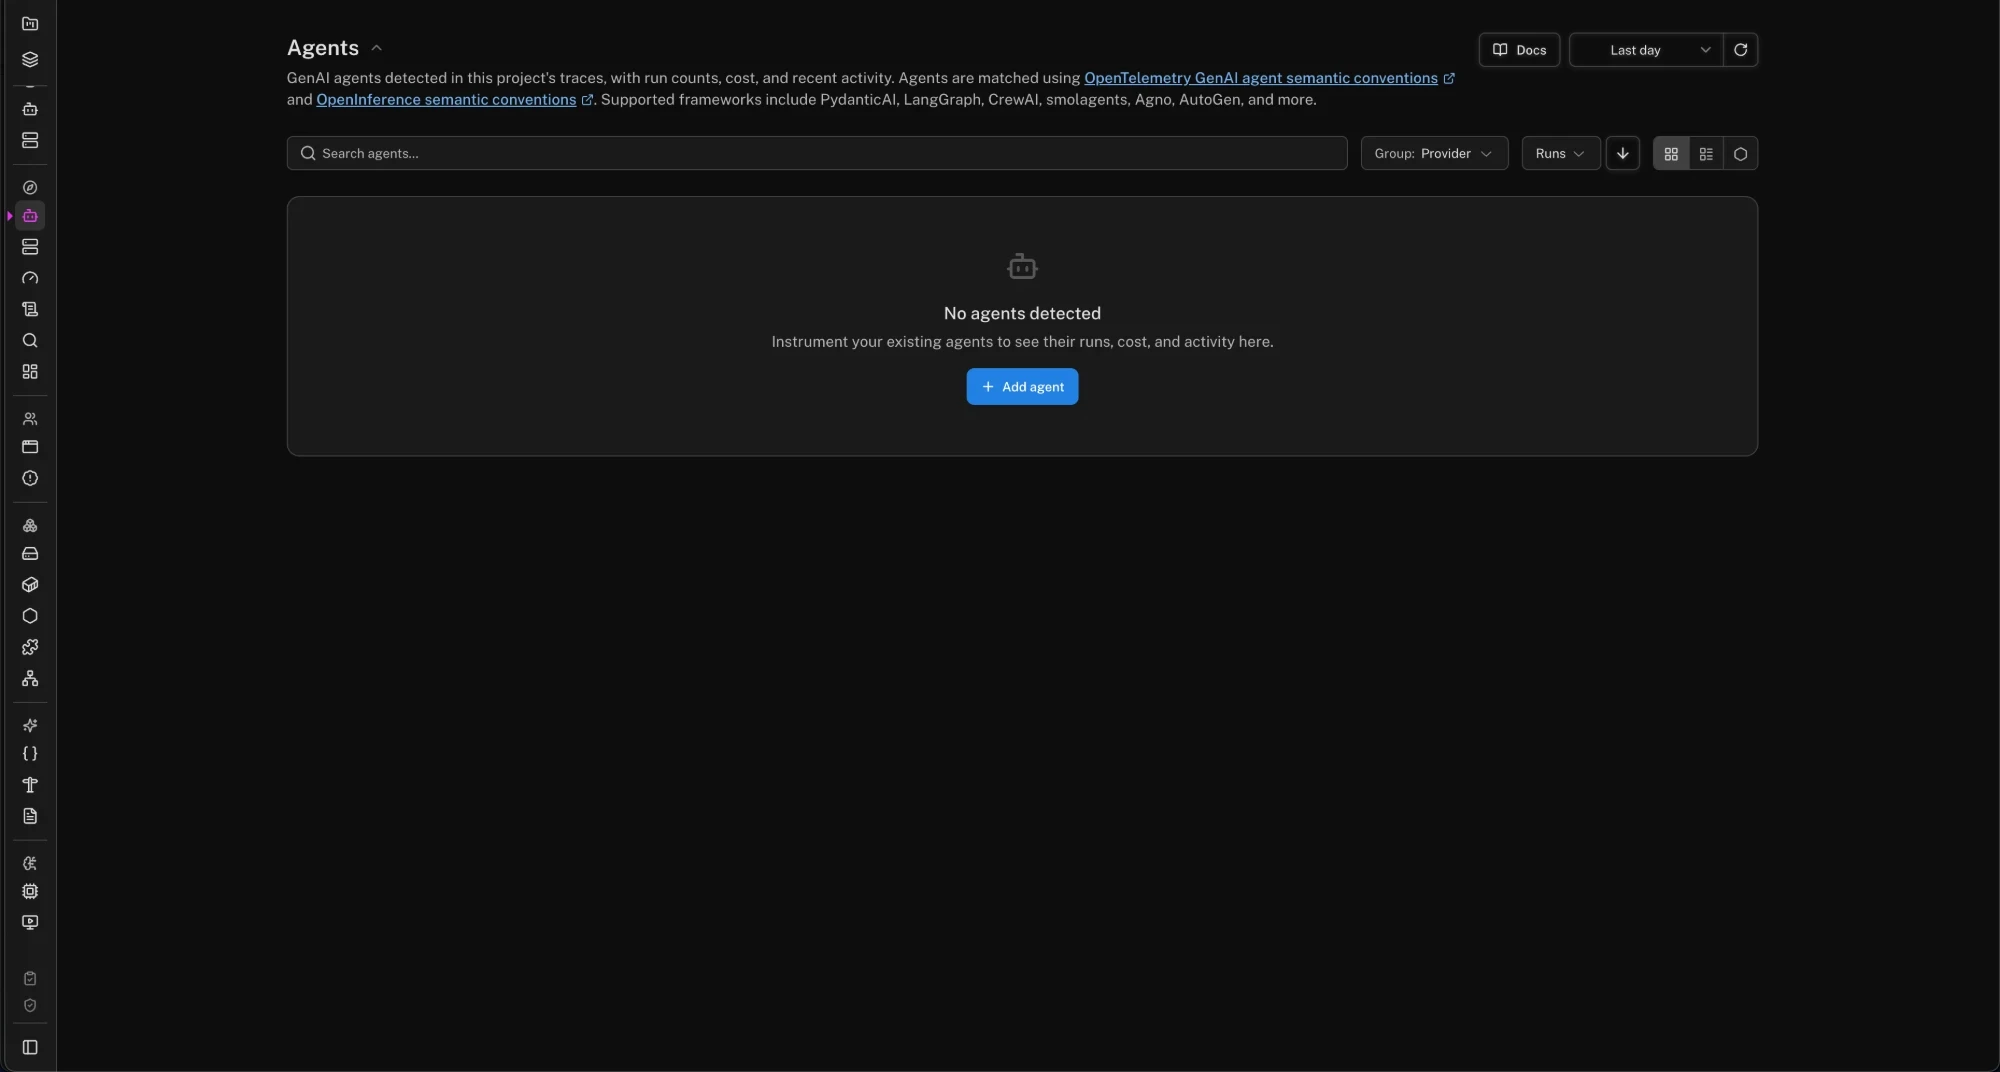 Agents
Docs
Last day
GenAI agents detected in this project's traces, with run counts, cost, and recent activity. Agents are matched using OpenTelemetry GenAI agent semantic conventions
and OpenInference semantic conventions. Supported frameworks include PydanticAI, LangGraph, CrewAI, smolagents, Agno, AutoGen, and more.
Search agents...
Group: Provider
Runs
No agents detected
Instrument your existing agents to see their runs, cost, and activity here.
Add agent